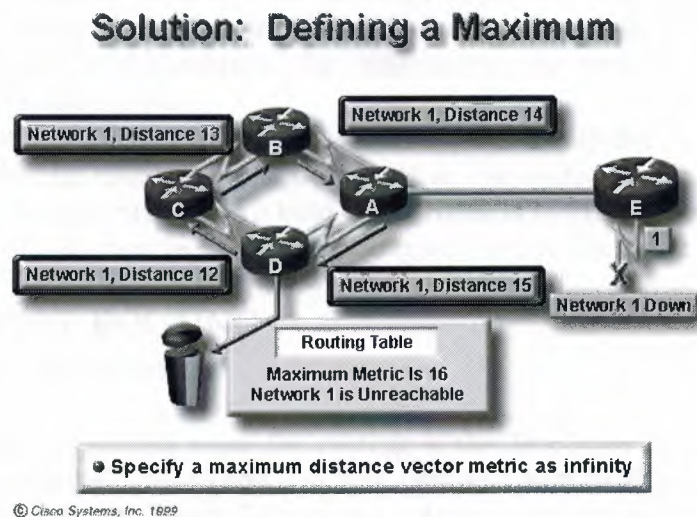 Solution: Defining a Maximum
Network 1, Distance 13
Network 1, Distance 14
B
C
A
E
1
D
X
Network 1, Distance 12
Network 1, Distance 15
Network 1 Down
Routing Table
Maximum Metric Is 16
Network 1 is Unreachable
Specify a maximum distance vector metric as infinity
© Cisco Systems, Inc. 1999